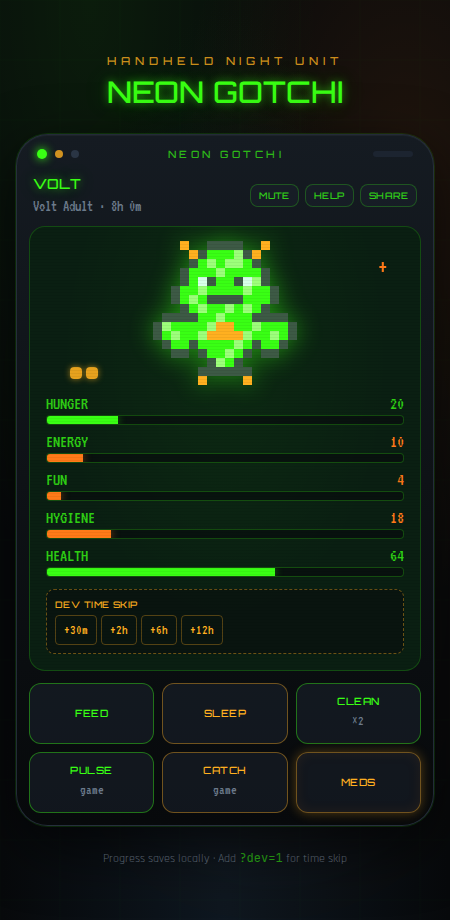 HANDHELD NIGHT UNIT
NEON GOTCHI
NEON GOTCHI
VOLT
Volt Adult · 8h 0m
MUTE HELP SHARE
+
HUNGER 20
ENERGY 10
FUN 4
HYGIENE 18
HEALTH 64
DEV TIME SKIP
+30m +2h +6h +12h
FEED SLEEP CLEAN
x2
PULSE CATCH MEDS
game game
Progress saves locally · Add ?dev=1 for time skip